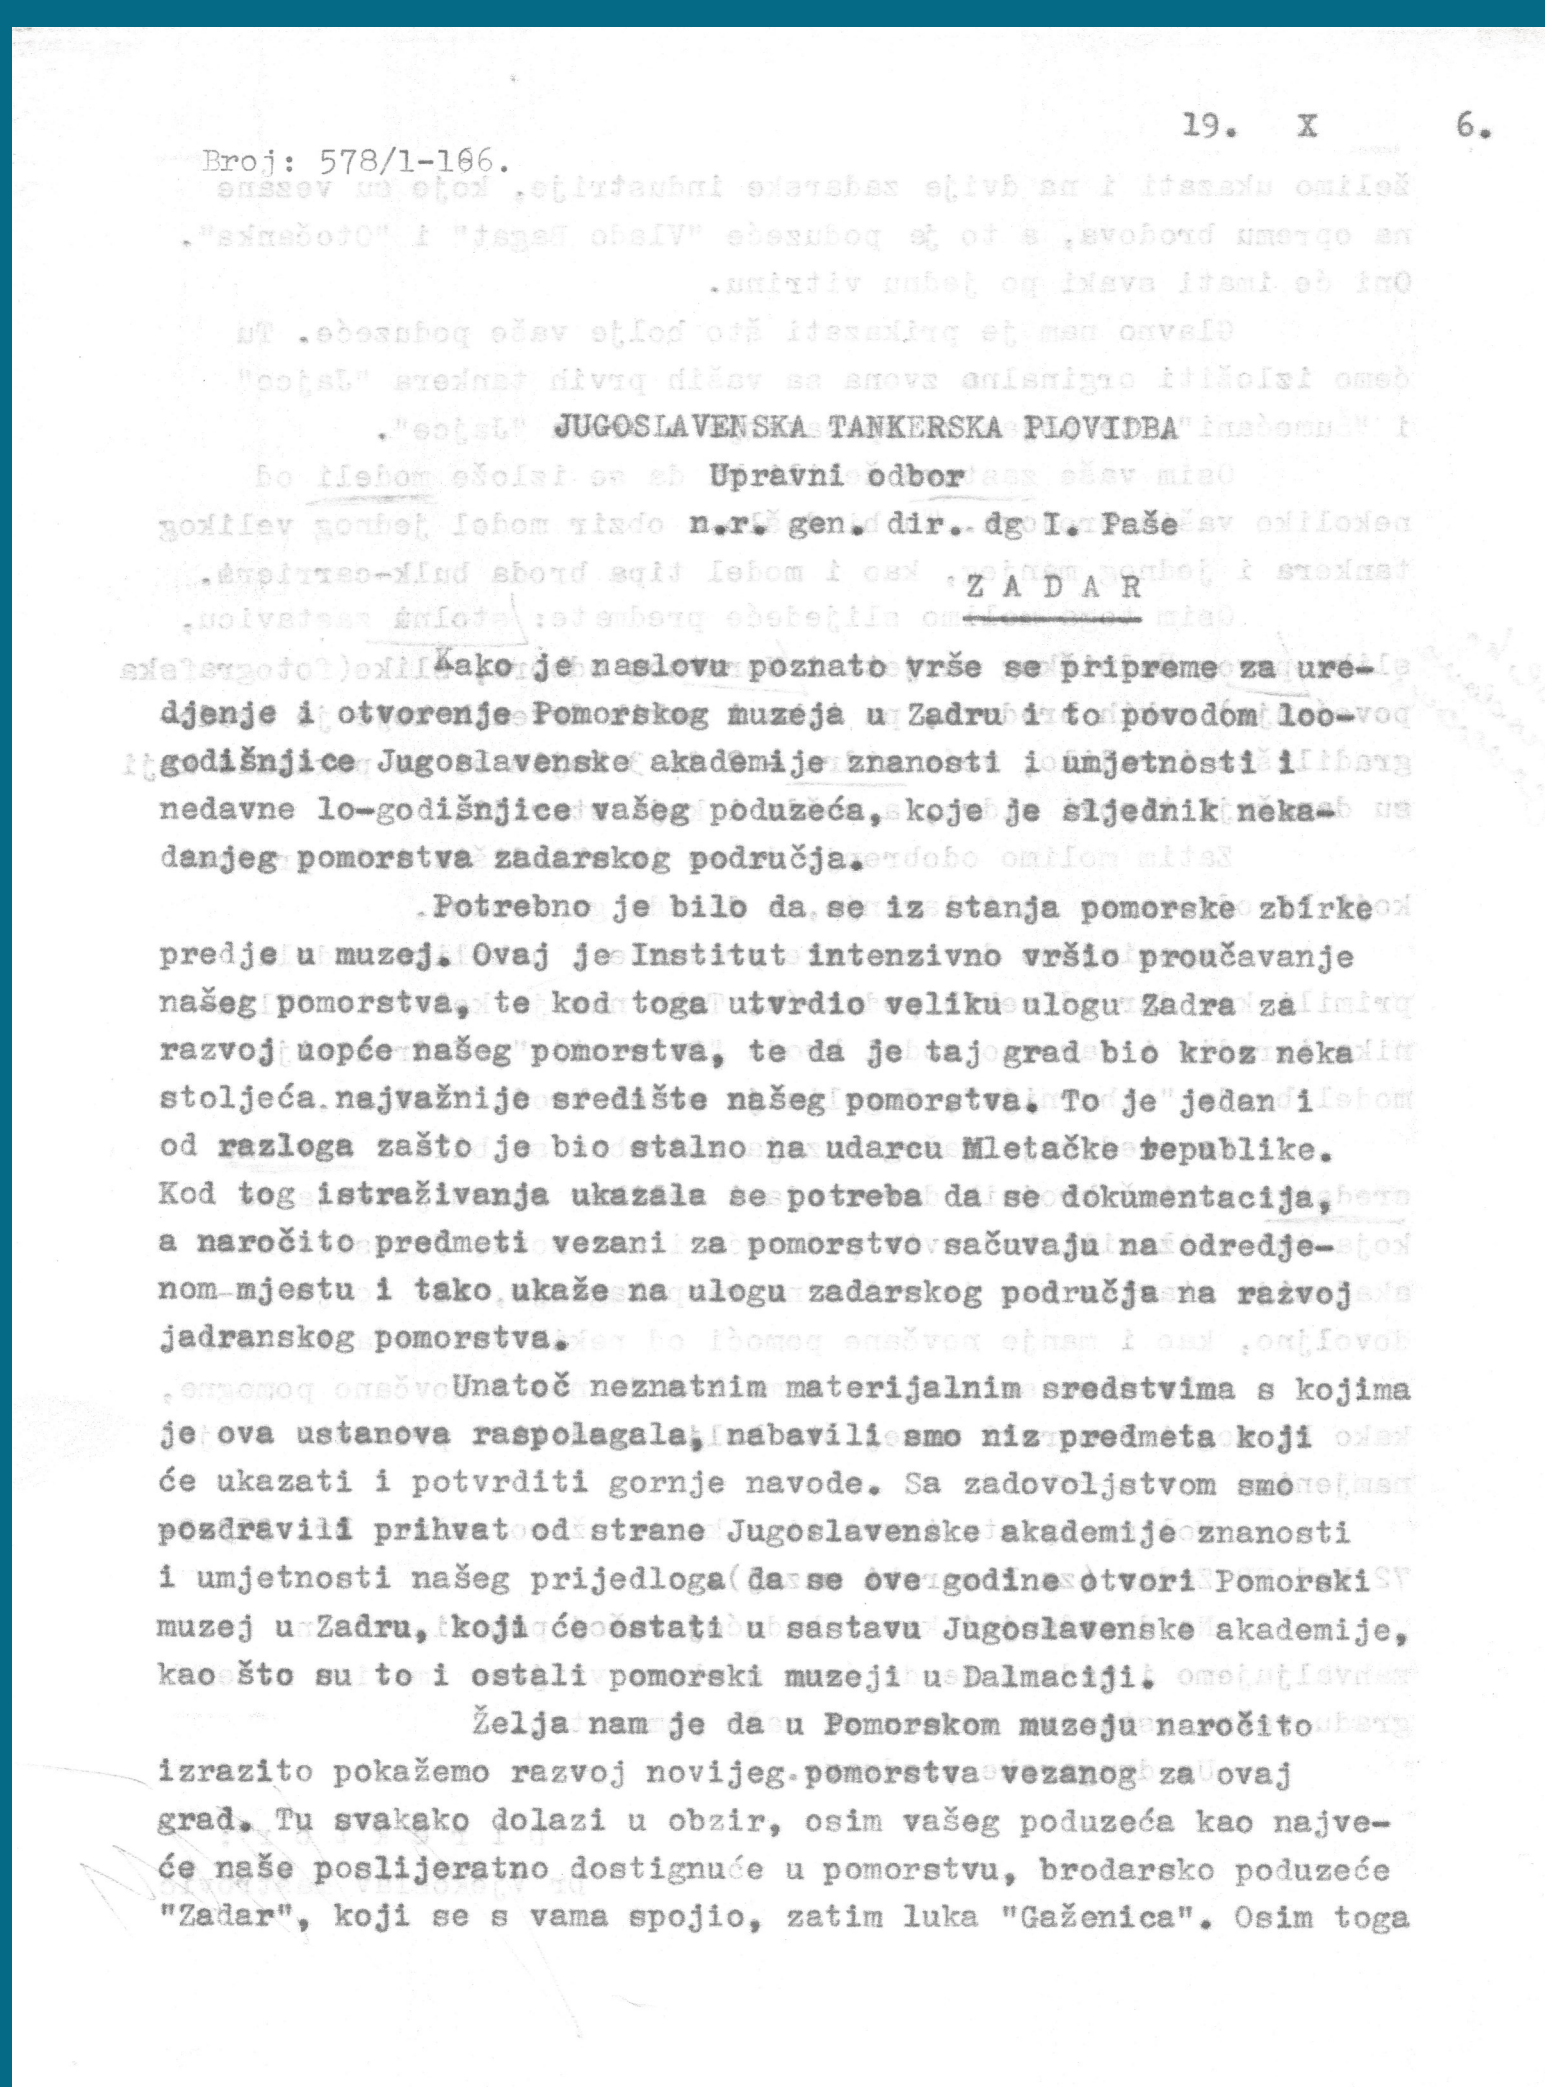 19. X 6.
Broj: 578/1-166.
JUGOSLAVENSKA TANKERSKA PLOVIDBA
Upravni odbor
n.r. gen. dir. dg I. Paše
Z A D A R
Kako je naslovu poznato vrše se pripreme za ure-
djenje i otvorenje Pomorskog muzeja u Zadru i to povodom loo-
godišnjice Jugoslavenske akademije znanosti i umjetnosti i
nedavne lo-godišnjice vašeg poduzeća, koje je sljednik neka-
danjeg pomorstva zadarskog područja.
Potrebno je bilo da se iz stanja pomorske zbirke
predje u muzej. Ovaj je Institut intenzivno vršio proučavanje
našeg pomorstva, te kod toga utvrdio veliku ulogu Zadra za
razvoj uopće našeg pomorstva, te da je taj grad bio kroz neka
stoljeća najvažnije središte našeg pomorstva. To je jedan i
od razloga zašto je bio stalno na udarcu Mletačke republike.
Kod tog istraživanja ukazala se potreba da se dokumentacija,
a naročito predmeti vezani za pomorstvo sačuvaju na odredje-
nom mjestu i tako ukaže na ulogu zadarskog područja na razvoj
jadranskog pomorstva.
Unatoč neznatnim materijalnim sredstvima s kojima
je ova ustanova raspolagala, nabavili smo niz predmeta koji
će ukazati i potvrditi gornje navode. Sa zadovoljstvom smo
pozdravili prihvat od strane Jugoslavenske akademije znanosti
i umjetnosti našeg prijedloga da se ove godine otvori Pomorski
muzej u Zadru, koji će ostati u sastavu Jugoslavenske akademije,
kao što su to i ostali pomorski muzeji u Dalmaciji.
Želja nam je da u Pomorskom muzeju naročito
izrazito pokažemo razvoj novijeg pomorstva vezanog za ovaj
grad. Tu svakako dolazi u obzir, osim vašeg poduzeća kao najve-
će naše poslijeratno dostignuće u pomorstvu, brodarsko poduzeće
"Zadar", koji se s vama spojio, zatim luka "Gaženica". Osim toga